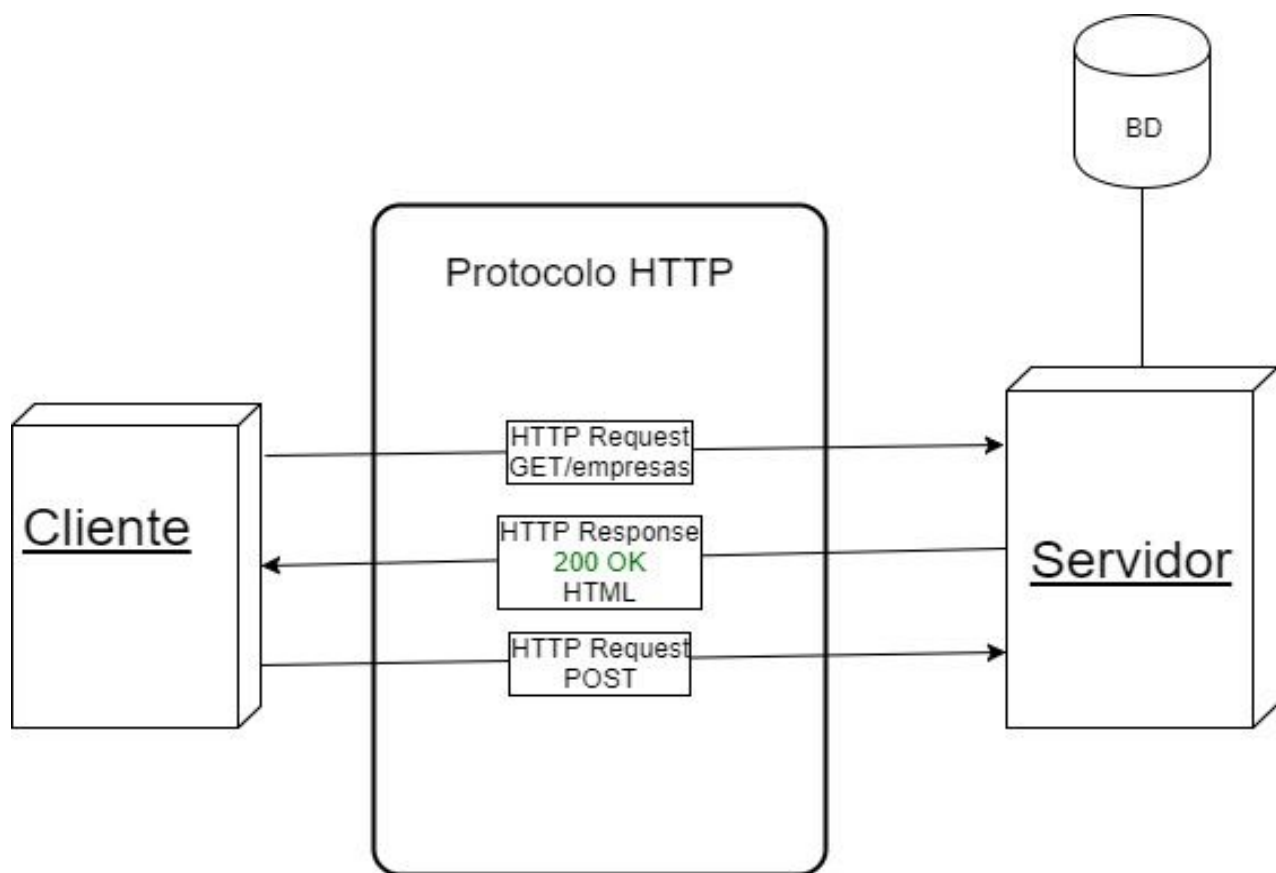 BD
Protocolo HTTP
HTTP Request
GET/empresas
Cliente
HTTP Response
200 OK
HTML
Servidor
HTTP Request
POST